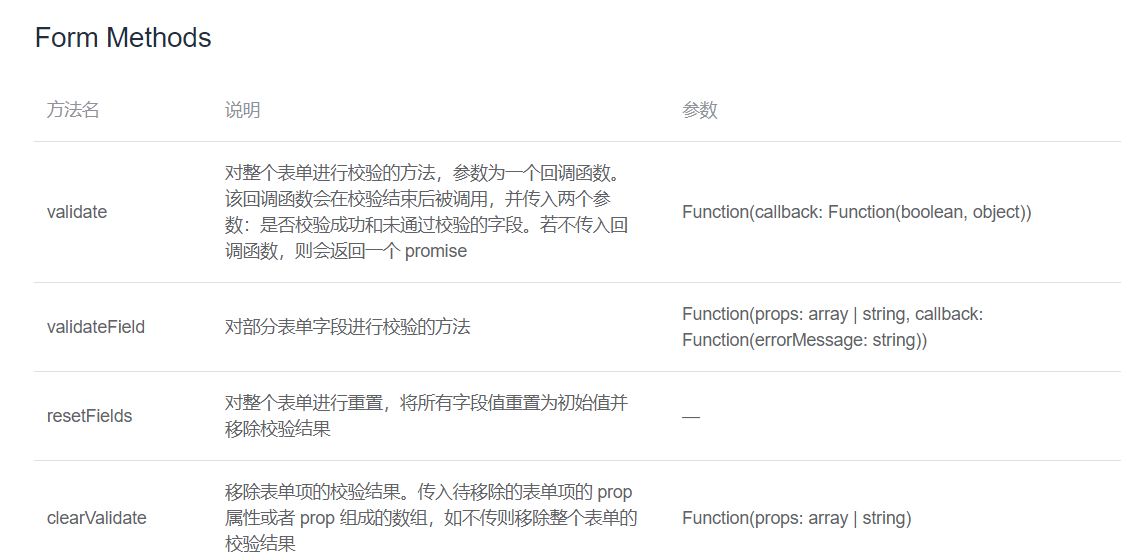 Form Methods
方法名 说明 参数
对整个表单进行校验的方法，参数为一个回调函数。
该回调函数会在校验结束后被调用，并传入两个参
validate Function(callback: Function(boolean, object))
数：是否校验成功和未通过校验的字段。若不传入回
调函数，则会返回一个 promise
validateField 对部分表单字段进行校验的方法 Function(props: array | string, callback:
Function(errorMessage: string))
对整个表单进行重置，将所有字段值重置为初始值并
resetFields —
移除校验结果
移除表单项的校验结果。传入待移除的表单项的 prop
clearValidate 属性或者 prop 组成的数组，如不传则移除整个表单的 Function(props: array | string)
校验结果